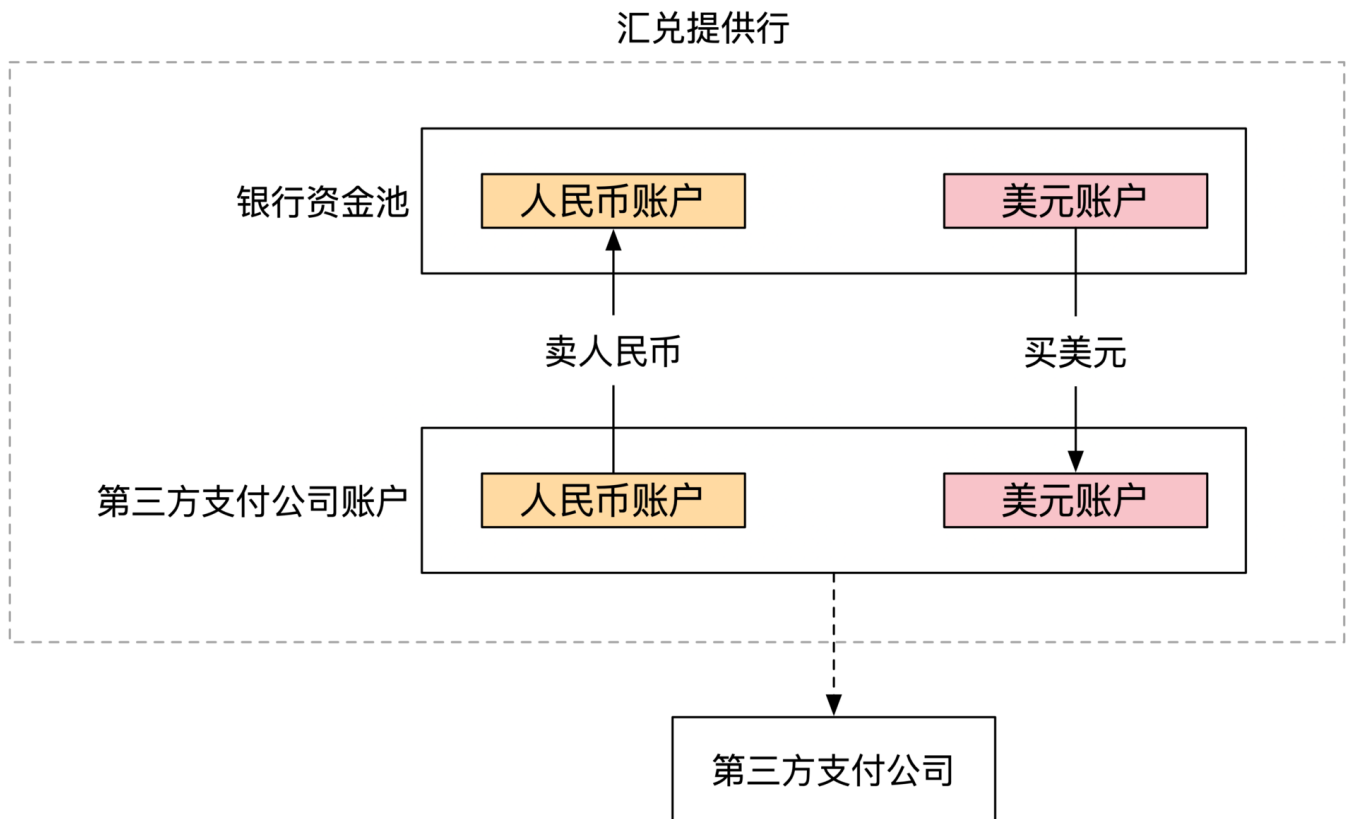 汇兑提供行
银行资金池
人民币账户
美元账户
卖人民币
买美元
第三方支付公司账户
人民币账户
美元账户
第三方支付公司